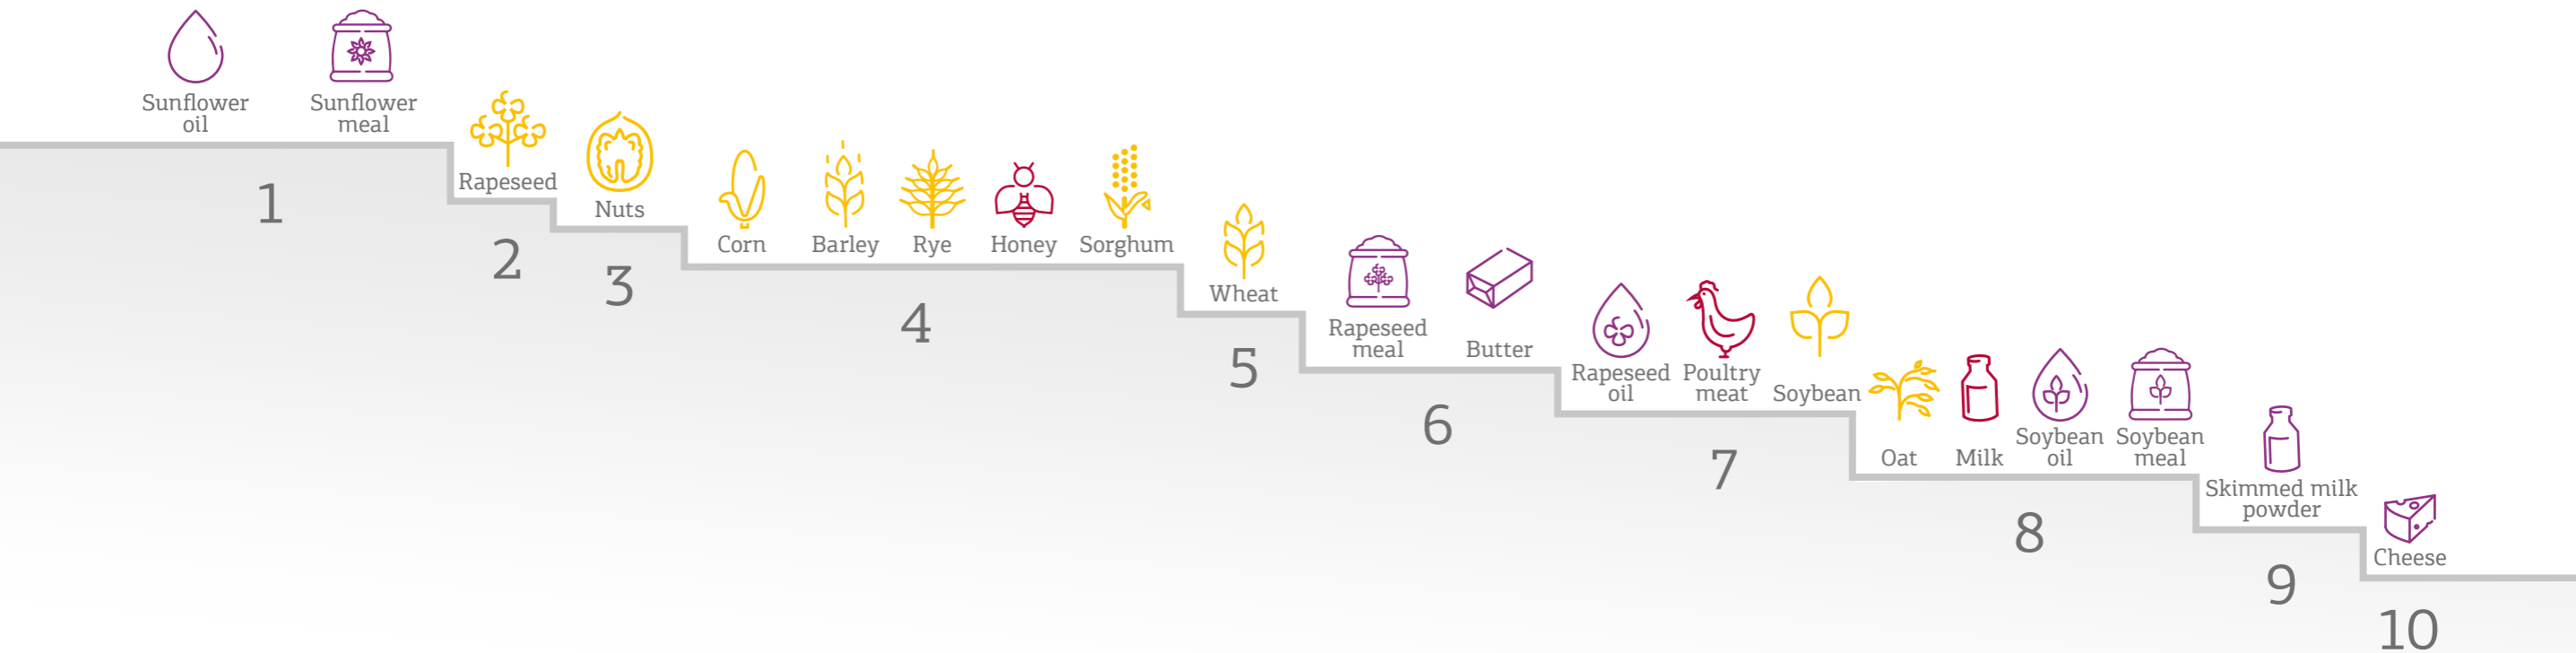 Sunflower
oil
Sunflower
meal
1
Rapeseed
2
Nuts
3
Corn
Barley
Rye
Honey
Sorghum
4
Wheat
5
Rapeseed
meal
Butter
6
Rapeseed
oil
Poultry
meat
Soybean
7
Oat
Milk
Soybean
oil
Soybean
meal
8
Skimmed milk
powder
9
Cheese
10